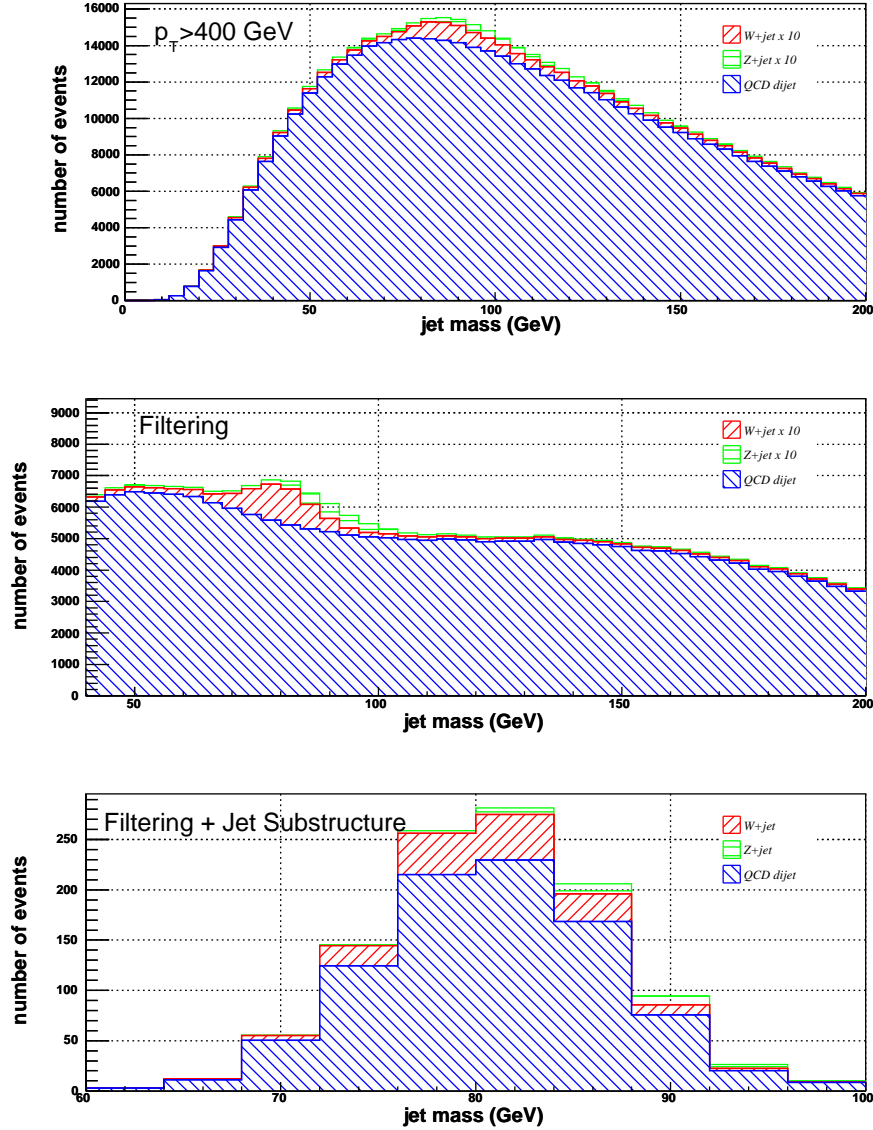 p_T>400 GeV
W+jet x 10
Z+jet x 10
QCD dijet
number of events
16000
14000
12000
10000
8000
6000
4000
2000
0
0 50 100 150 200
jet mass (GeV)
Filtering
W+jet x 10
Z+jet x 10
QCD dijet
number of events
9000
8000
7000
6000
5000
4000
3000
2000
1000
0
50 100 150 200
jet mass (GeV)
Filtering + Jet Substructure
W+jet
Z+jet
QCD dijet
number of events
250
200
150
100
50
0
60 70 80 90 100
jet mass (GeV)